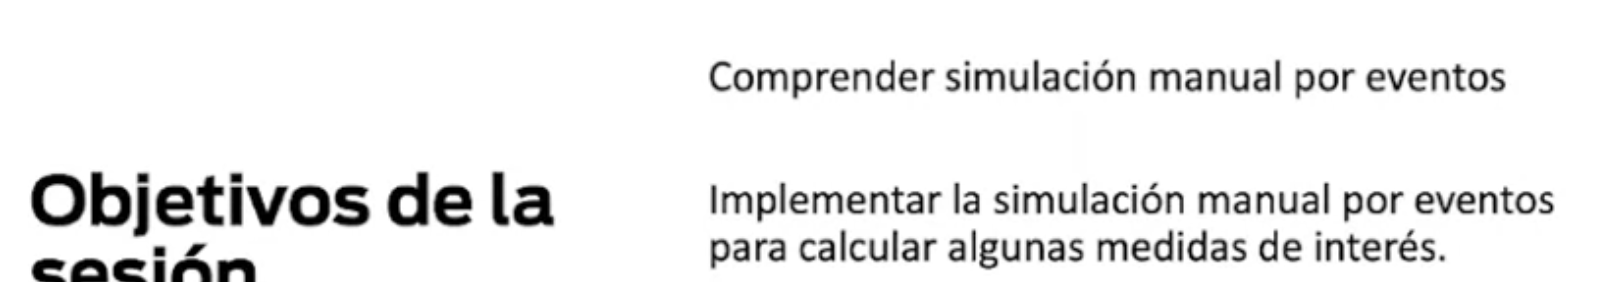 Comprender simulación manual por eventos
Objetivos de la
sesión
Implementar la simulación manual por eventos
para calcular algunas medidas de interés.